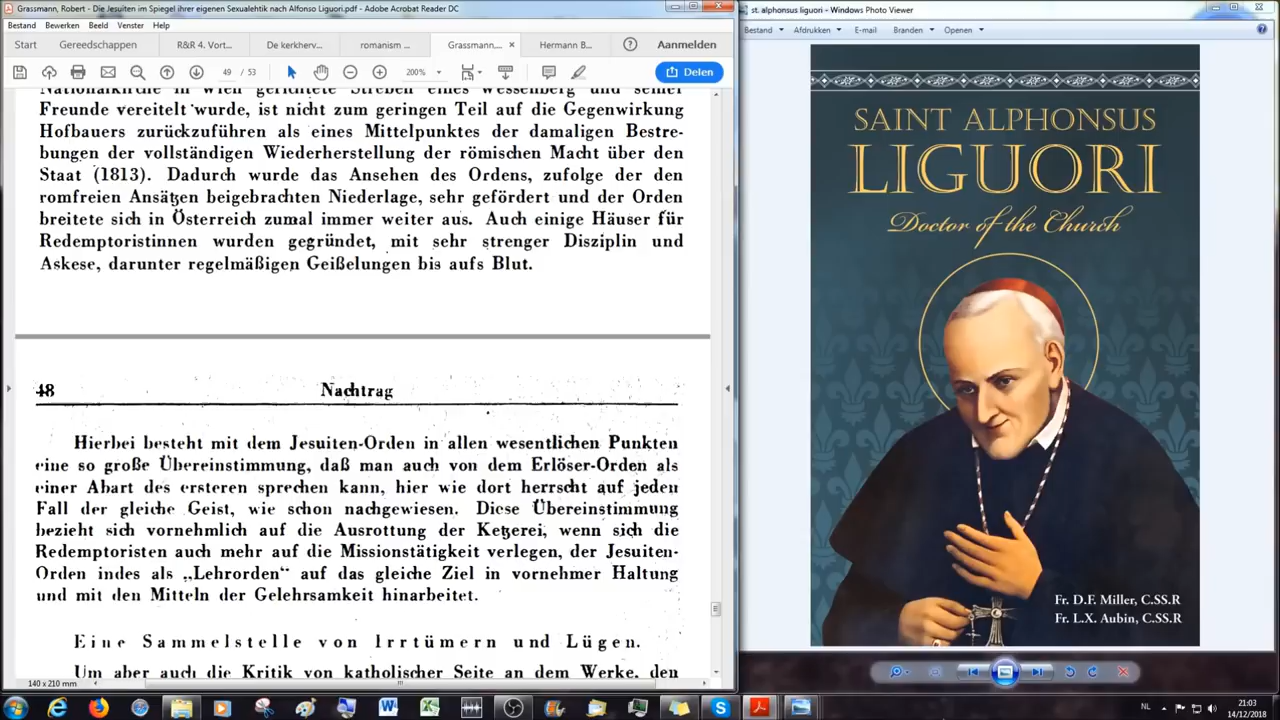 Grassmann, Robert - Die Jesuiten im Spiegel ihrer eigenen Sexualethik nach Alfonso Liguori.pdf - Adobe Acrobat Reader DC
Bestand Bewerken Beeld Venster Help
Start Gereedschappen R&R 4. Vort... De kerkherv... romanism ... Grassmann,... Hermann B... Aanmelden
49 / 53 200% Delen
Nationalkirche in Wien gerichtete Streben eines Wessenberg und seiner
Freunde vereitelt wurde, ist nicht zum geringen Teil auf die Gegenwirkung
Hofbauers zurückzuführen als eines Mittelpunktes der damaligen Bestre-
bungen der vollständigen Wiederherstellung der römischen Macht über den
Staat (1813). Dadurch wurde das Ansehen des Ordens, zufolge der den
romfreien Ansätzen beigebrachten Niederlage, sehr gefördert und der Orden
breitete sich in Österreich zumal immer weiter aus. Auch einige Häuser für
Redemptoristinnen wurden gegründet, mit sehr strenger Disziplin und
Askese, darunter regelmäßigen Geißelungen bis aufs Blut.
48 Nachtrag
Hierbei besteht mit dem Jesuiten-Orden in allen wesentlichen Punkten
eine so große Übereinstimmung, daß man auch von dem Erlöser-Orden als
einer Abart des ersteren sprechen kann, hier wie dort herrscht auf jeden
Fall der gleiche Geist, wie schon nachgewiesen. Diese Übereinstimmung
bezieht sich vornehmlich auf die Ausrottung der Ketzerei, wenn sich die
Redemptoristen auch mehr auf die Missionstätigkeit verlegen, der Jesuiten-
Orden indes als „Lehrorden“ auf das gleiche Ziel in vornehmer Haltung
und mit den Mitteln der Gelehrsamkeit hinarbeitet.
Eine Sammelstelle von Irrtümern und Lügen.
Um aber auch die Kritik von katholischer Seite an dem Werke, den
140 x 210 mm
st. alphonsus liguori - Windows Photo Viewer
Bestand Afdrukken E-mail Branden Openen
SAINT ALPHONSUS
LIGUORI
Doctor of the Church
Fr. D.F. Miller, C.SS.R
Fr. L.X. Aubin, C.SS.R
NL 21:03
14/12/2018